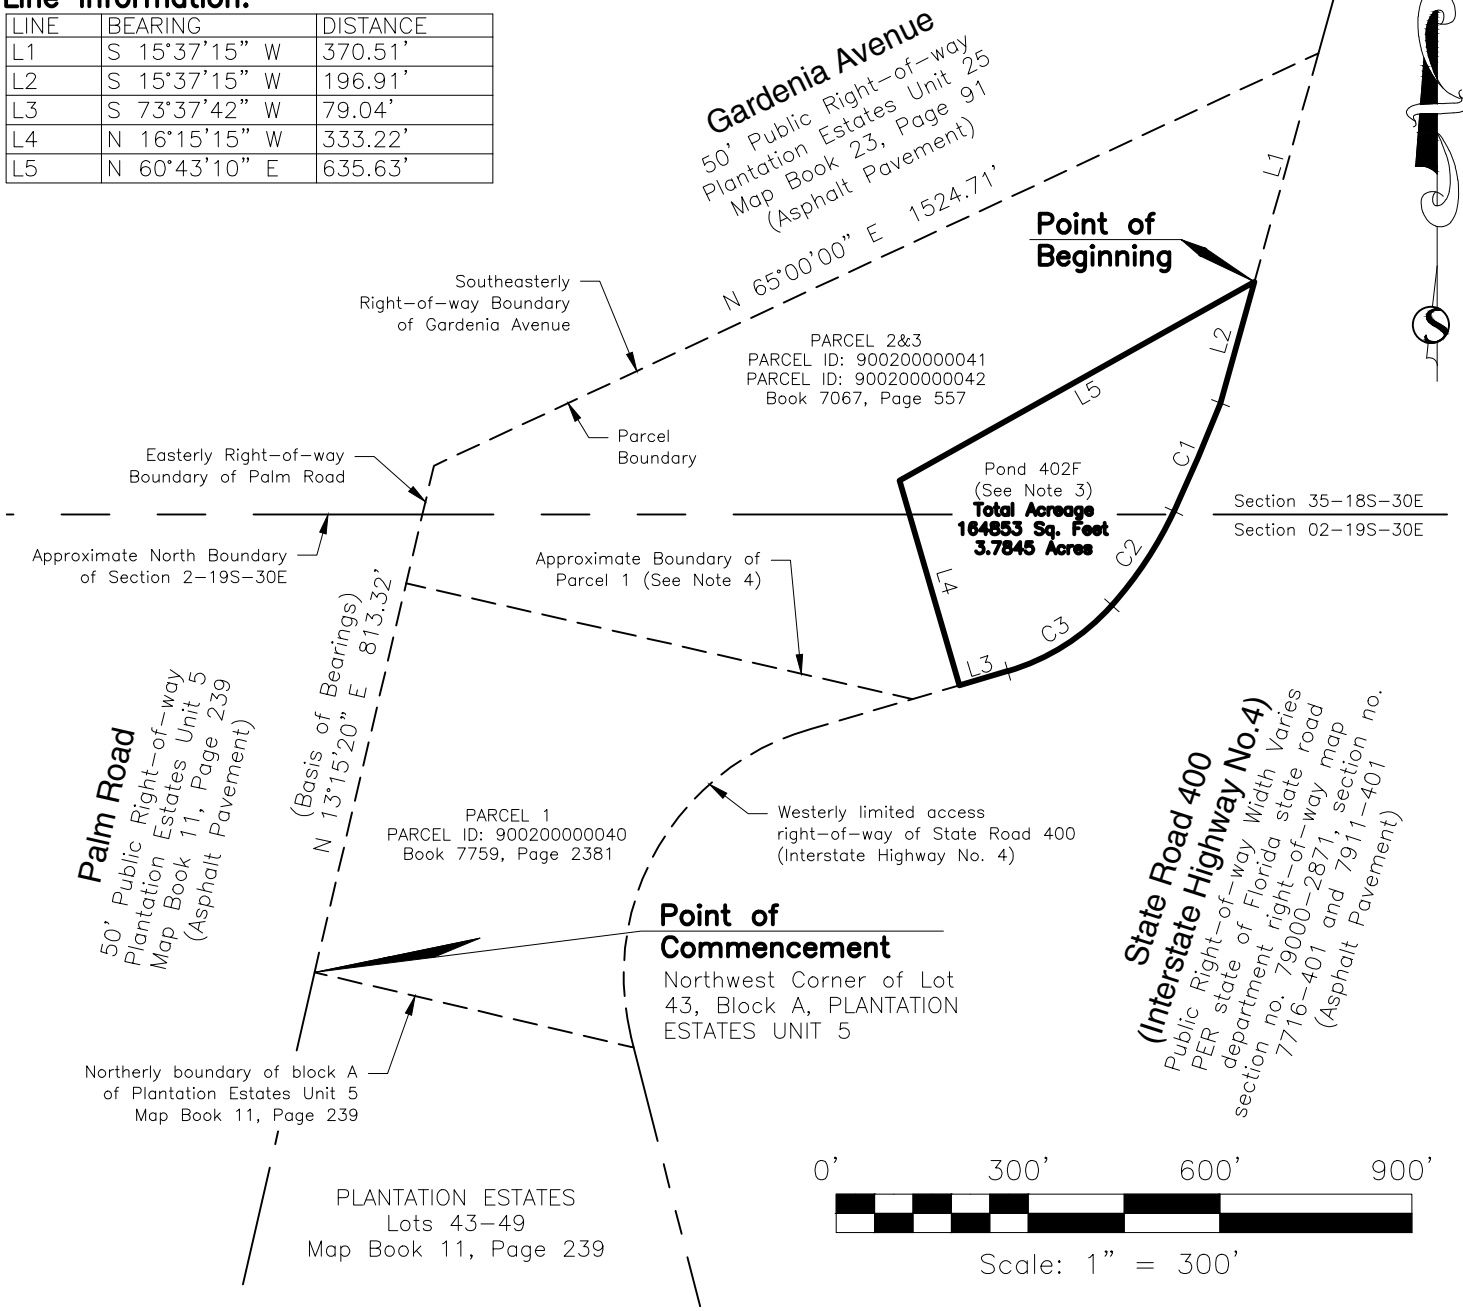 Line Information:
LINE BEARING DISTANCE
L1 S 15°37'15" W 370.51'
L2 S 15°37'15" W 196.91'
L3 S 73°37'42" W 79.04'
L4 N 16°15'15" W 333.22'
L5 N 60°43'10" E 635.63'
Gardenia Avenue
50' Public Right-of-way
Plantation Estates Unit 25
Map Book 23, Page 91
(Asphalt Pavement)
N 65°00'00" E 1524.71'
L1
Point of
Beginning
Southeasterly
Right-of-way Boundary
of Gardenia Avenue
PARCEL 2&3
PARCEL ID: 900200000041
PARCEL ID: 900200000042
Book 7067, Page 557
L2
L5
S
Parcel
Boundary
Easterly Right-of-way
Boundary of Palm Road
C1
Pond 402F
(See Note 3)
Total Acreage
164853 Sq. Feet
3.7845 Acres
Section 35-18S-30E
Section 02-19S-30E
Approximate North Boundary
of Section 2-19S-30E
Approximate Boundary of
Parcel 1 (See Note 4)
C2
L4
C3
L3
(Basis of Bearings)
N 13°15'20" E 813.32'
Palm Road
50' Public Right-of-way
Plantation Estates Unit 5
Map Book 11, Page 239
(Asphalt Pavement)
PARCEL 1
PARCEL ID: 900200000040
Book 7759, Page 2381
Westerly limited access
right-of-way of State Road 400
(Interstate Highway No. 4)
State Road 400
(Interstate Highway No.4)
Public Right-of-way Width Varies
PER state of Florida state road
department right-of-way map
section no. 79000-2871, section no.
7716-401 and 7911-401
(Asphalt Pavement)
Point of
Commencement
Northwest Corner of Lot
43, Block A, PLANTATION
ESTATES UNIT 5
Northerly boundary of block A
of Plantation Estates Unit 5
Map Book 11, Page 239
PLANTATION ESTATES
Lots 43-49
Map Book 11, Page 239
0' 300' 600' 900'
Scale: 1" = 300'